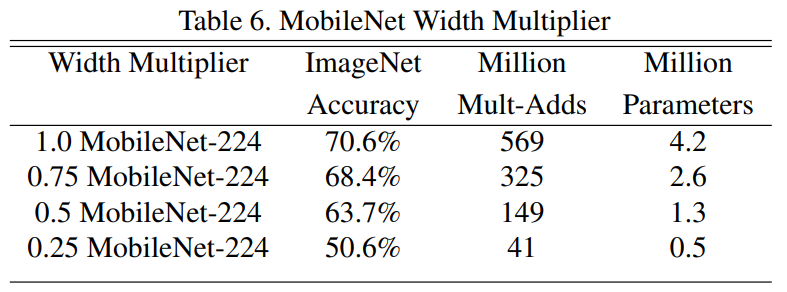 Table 6. MobileNet Width Multiplier
Width Multiplier ImageNet Million Million
Accuracy Mult-Adds Parameters
1.0 MobileNet-224 70.6% 569 4.2
0.75 MobileNet-224 68.4% 325 2.6
0.5 MobileNet-224 63.7% 149 1.3
0.25 MobileNet-224 50.6% 41 0.5